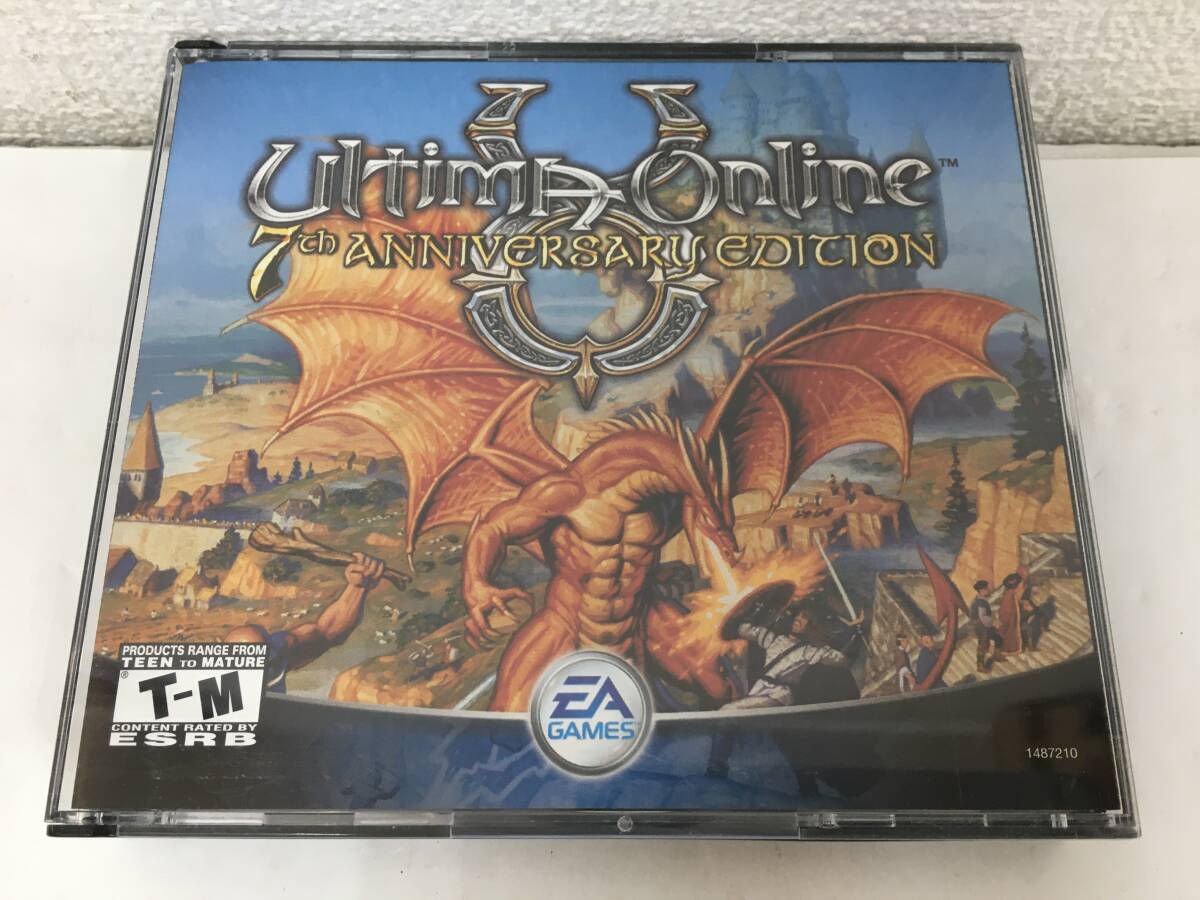 Ultima Online™
7th ANNIVERSARY EDITION
PRODUCTS RANGE FROM
TEEN TO MATURE
®
T-M
CONTENT RATED BY
ESRB
EA
GAMES
1487210